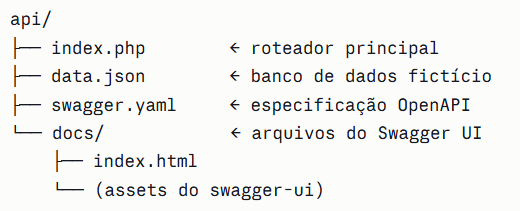 api/
├── index.php        ← roteador principal
├── data.json        ← banco de dados fictício
├── swagger.yaml     ← especificação OpenAPI
└── docs/            ← arquivos do Swagger UI
    ├── index.html
    └── (assets do swagger-ui)